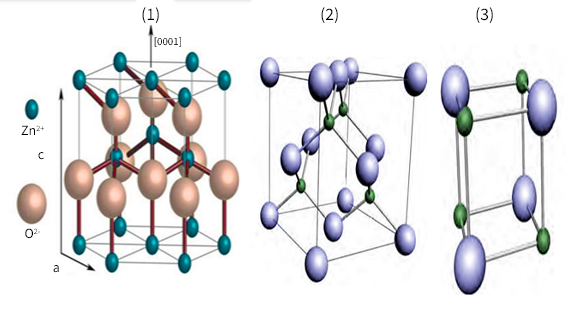 (1)
(2)
(3)
[0001]
Zn²⁺
c
O²⁻
a